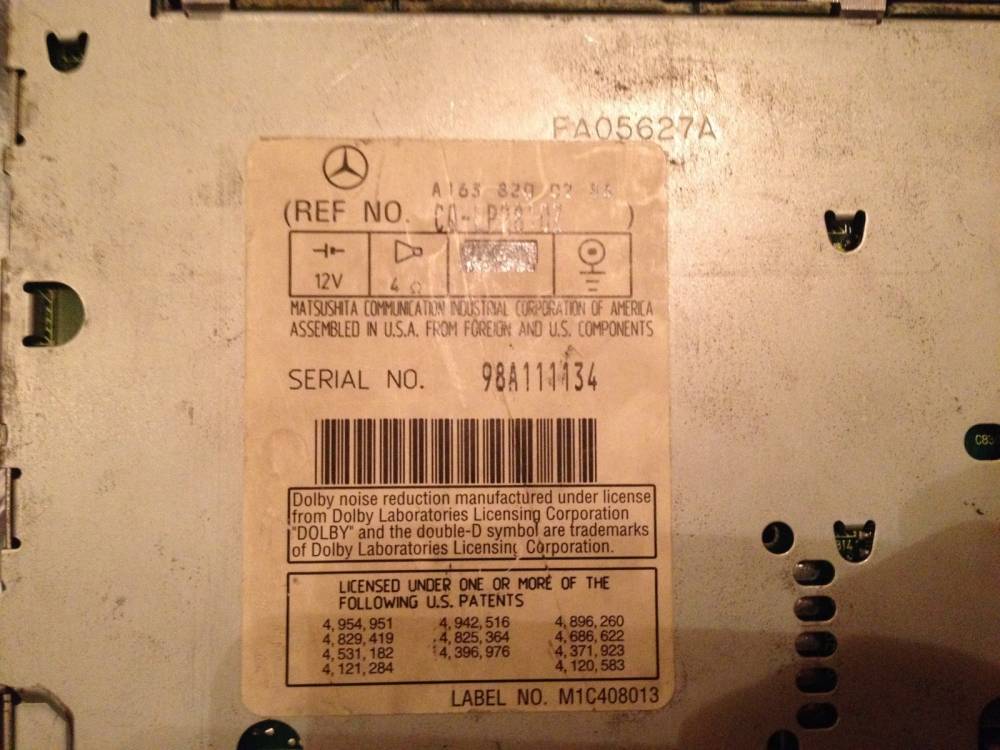 PA05627A
A163 820
(REF NO. )
12V
4 Ω
MATSUSHITA COMMUNICATION INDUSTRIAL CORPORATION OF AMERICA
ASSEMBLED IN U.S.A. FROM FOREIGN AND U.S. COMPONENTS
SERIAL NO. 98A111134
Dolby noise reduction manufactured under license
from Dolby Laboratories Licensing Corporation
"DOLBY" and the double-D symbol are trademarks
of Dolby Laboratories Licensing Corporation.
LICENSED UNDER ONE OR MORE OF THE
FOLLOWING U.S. PATENTS
4,954,951 4,942,516 4,896,260
4,829,419 4,825,364 4,686,622
4,531,182 4,396,976 4,371,923
4,121,284 4,120,583
LABEL NO. M1C408013
C83
814